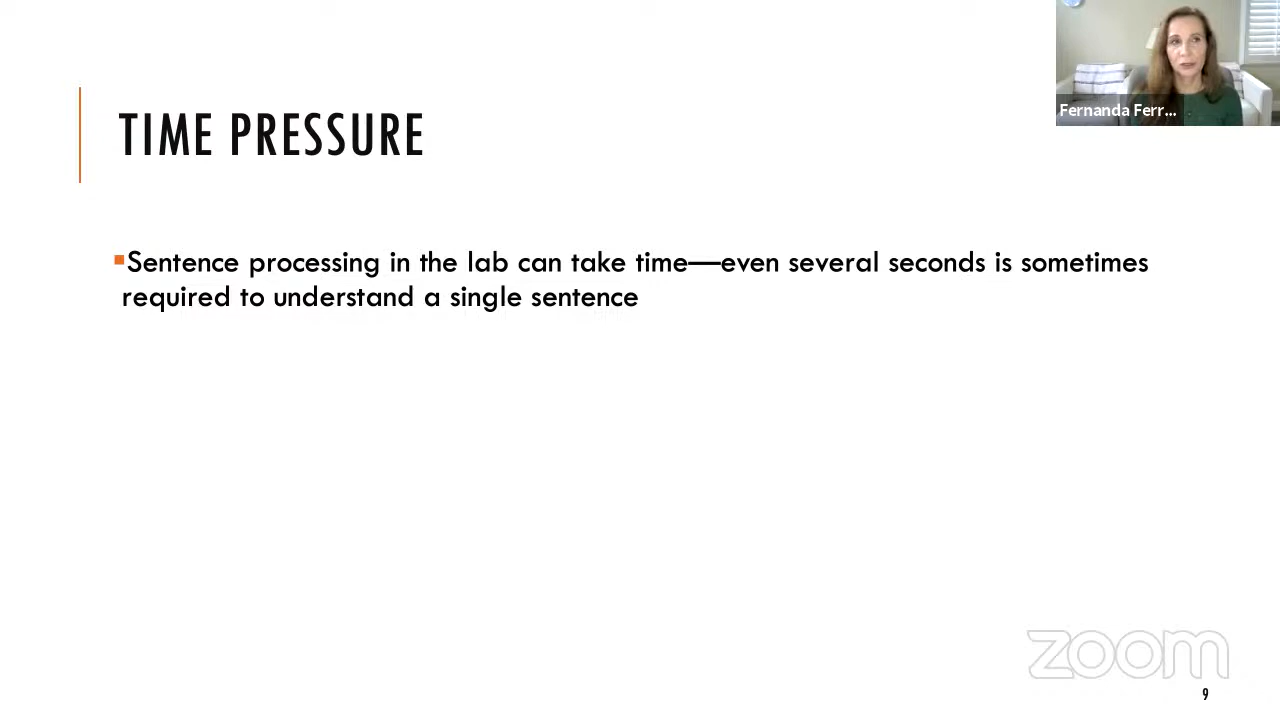 Fernanda Ferr...
TIME PRESSURE
▪Sentence processing in the lab can take time—even several seconds is sometimes
required to understand a single sentence
zoom
9